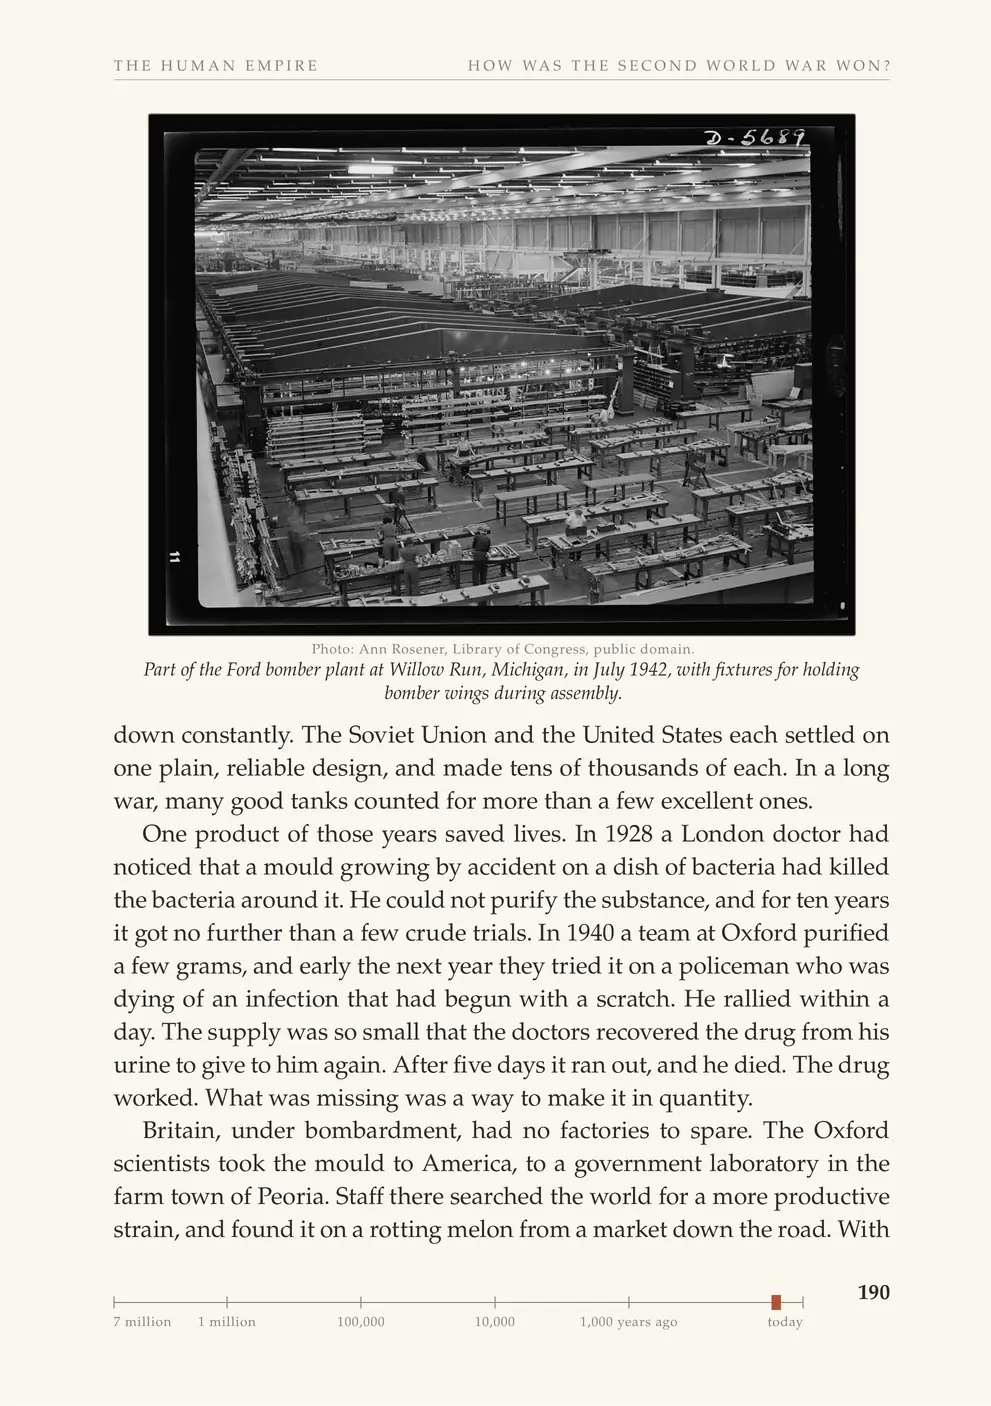 THE HUMAN EMPIRE
HOW WAS THE SECOND WORLD WAR WON?
D-5689
11
Photo: Ann Rosener, Library of Congress, public domain.
Part of the Ford bomber plant at Willow Run, Michigan, in July 1942, with fixtures for holding
bomber wings during assembly.
down constantly. The Soviet Union and the United States each settled on
one plain, reliable design, and made tens of thousands of each. In a long
war, many good tanks counted for more than a few excellent ones.
One product of those years saved lives. In 1928 a London doctor had
noticed that a mould growing by accident on a dish of bacteria had killed
the bacteria around it. He could not purify the substance, and for ten years
it got no further than a few crude trials. In 1940 a team at Oxford purified
a few grams, and early the next year they tried it on a policeman who was
dying of an infection that had begun with a scratch. He rallied within a
day. The supply was so small that the doctors recovered the drug from his
urine to give to him again. After five days it ran out, and he died. The drug
worked. What was missing was a way to make it in quantity.
Britain, under bombardment, had no factories to spare. The Oxford
scientists took the mould to America, to a government laboratory in the
farm town of Peoria. Staff there searched the world for a more productive
strain, and found it on a rotting melon from a market down the road. With
190
7 million 1 million 100,000 10,000 1,000 years ago today